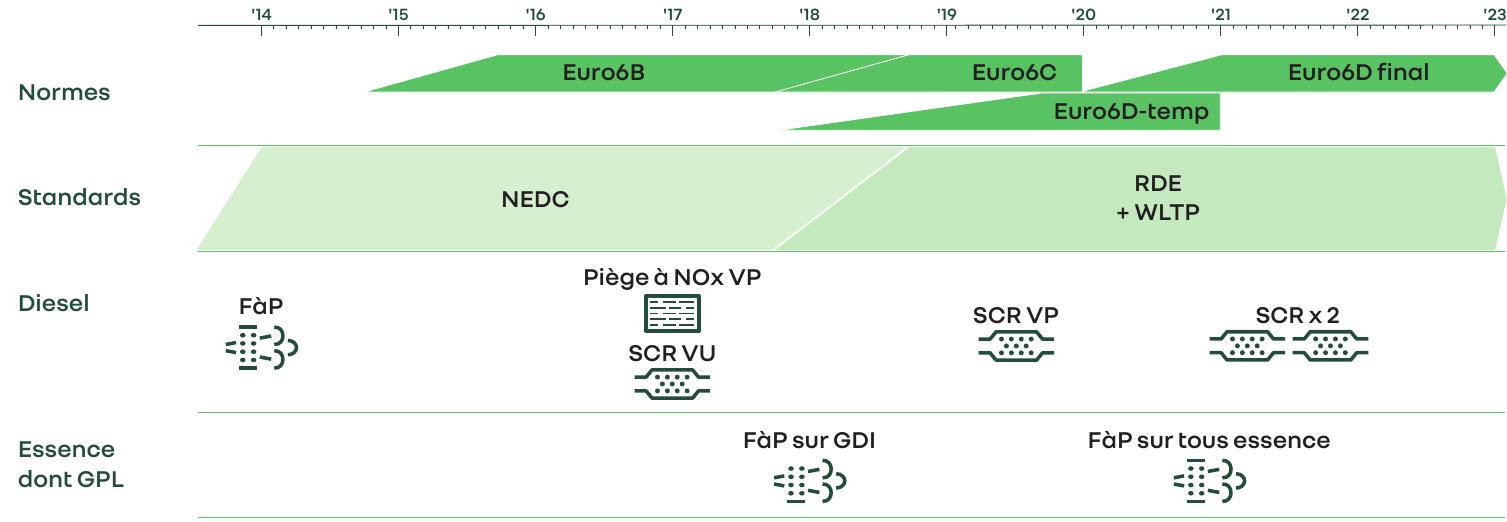 '14 '15 '16 '17 '18 '19 '20 '21 '22 '23
Normes
Euro6B Euro6C Euro6D final
Euro6D-temp
Standards
NEDC
RDE
+ WLTP
Diesel
FàP
Piège à NOx VP
SCR VU
SCR VP
SCR x 2
Essence
dont GPL
FàP sur GDI
FàP sur tous essence